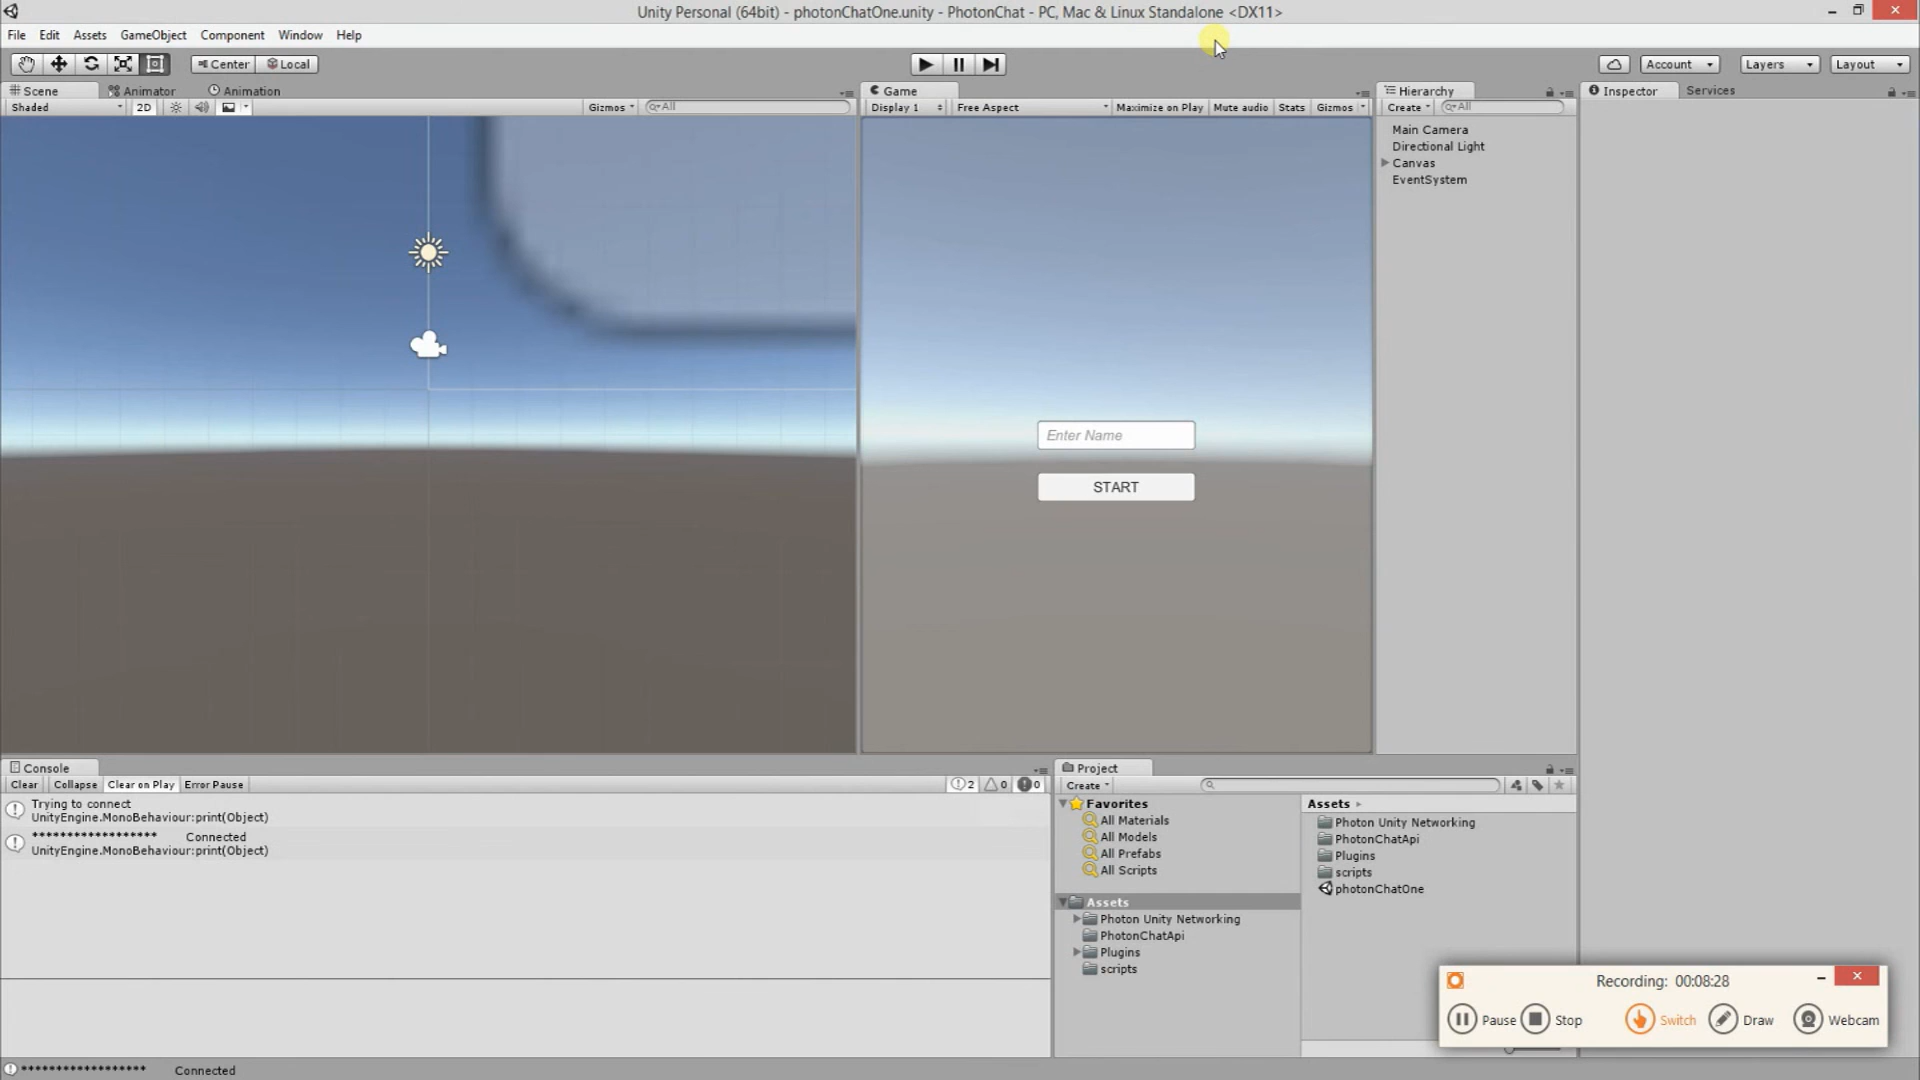 Unity Personal (64bit) - photonChatOne.unity - PhotonChat - PC, Mac & Linux Standalone <DX11>
File Edit Assets GameObject Component Window Help
Center Local Account Layers Layout
Scene Animator Animation
Shaded 2D Gizmos All
Game
Display 1 Free Aspect Maximize on Play Mute audio Stats Gizmos
Hierarchy
Create All
Main Camera
Directional Light
Canvas
EventSystem
Inspector Services
Enter Name
START
Console
Clear Collapse Clear on Play Error Pause 2 0 0
Trying to connect
UnityEngine.MonoBehaviour:print(Object)
****************** Connected
UnityEngine.MonoBehaviour:print(Object)
Project
Create
Favorites
All Materials
All Models
All Prefabs
All Scripts
Assets
Photon Unity Networking
PhotonChatApi
Plugins
scripts
Assets
Photon Unity Networking
PhotonChatApi
Plugins
scripts
photonChatOne
Recording: 00:08:28
Pause Stop Switch Draw Webcam
****************** Connected